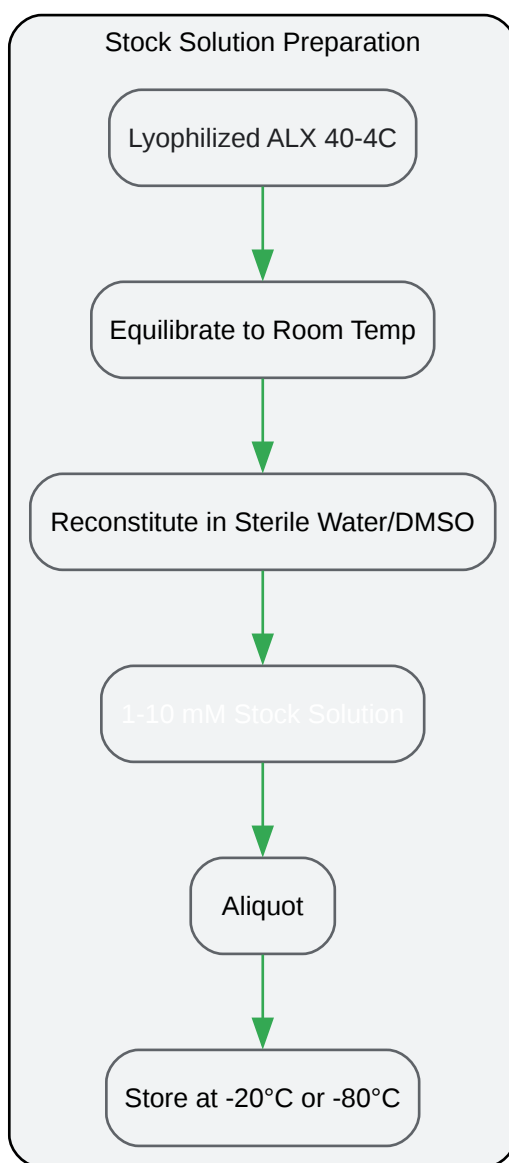 Stock Solution Preparation
Lyophilized ALX 40-4C
Equilibrate to Room Temp
Reconstitute in Sterile Water/DMSO
1-10 mM Stock Solution
Aliquot
Store at -20°C or -80°C